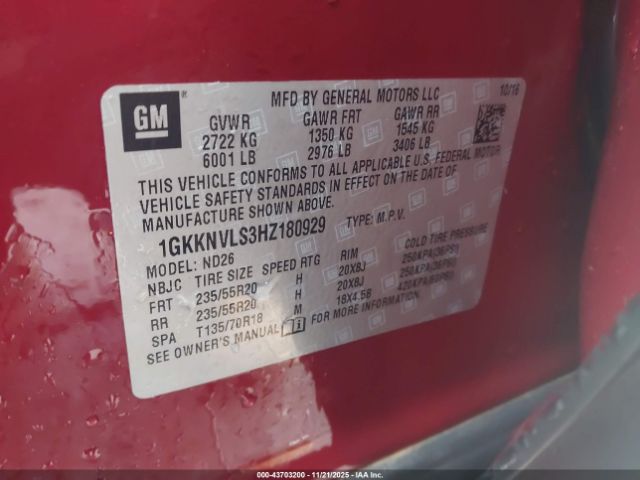 GM ®
MFD BY GENERAL MOTORS LLC 10/16
GVWR GAWR FRT GAWR RR
2722 KG 1350 KG 1545 KG
6001 LB 2976 LB 3406 LB
THIS VEHICLE CONFORMS TO ALL APPLICABLE U.S. FEDERAL MOTOR
VEHICLE SAFETY STANDARDS IN EFFECT ON THE DATE OF
MANUFACTURE SHOWN ABOVE.
1GKKNVLS3HZ180929 TYPE: M.P.V.
MODEL: ND26
NBJC TIRE SIZE SPEED RTG RIM COLD TIRE PRESSURE
FRT 235/55R20 H 20X8J 250KPA(36PSI)
RR 235/55R20 H 20X8J 250KPA(36PSI)
SPA T135/70R18 M 18X4.5B 420KPA(60PSI)
SEE OWNER'S MANUAL FOR MORE INFORMATION
000-43703200 - 11/21/2025 - IAAI.COM